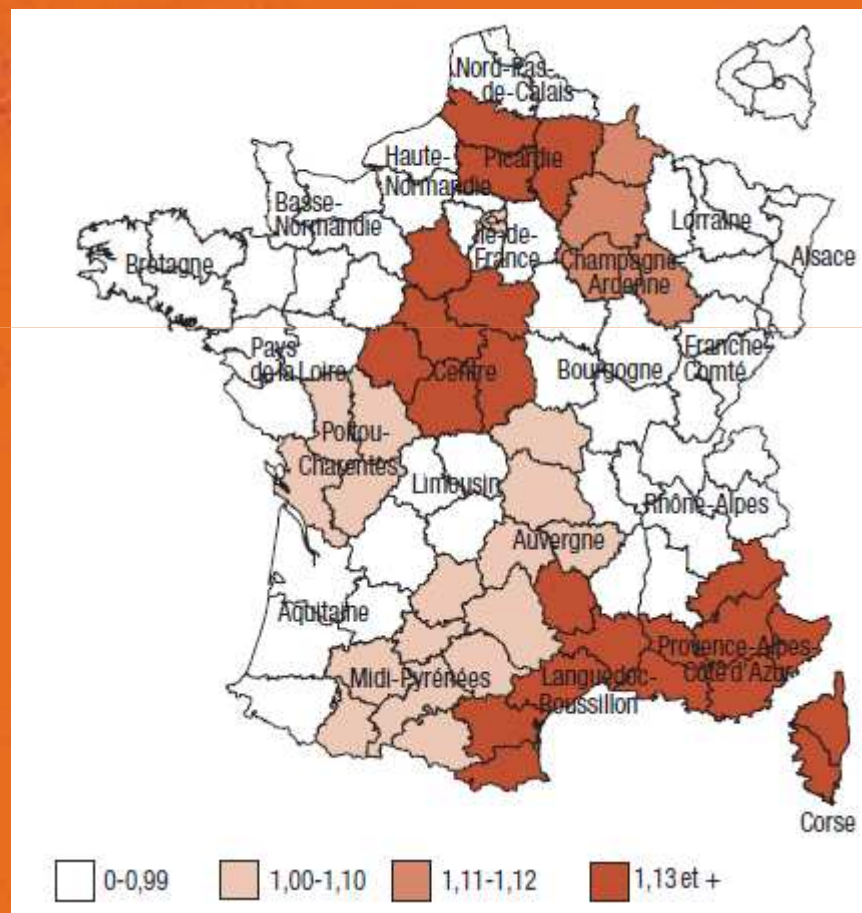 Nord-Pas-
de-Calais
Haute-
Normandie
Picardie
Basse-
Normandie
Île-de-
France
Lorraine
Champagne-
Ardenne
Alsace
Bretagne
Pays
de la Loire
Centre
Bourgogne
Franche-
Comté
Poitou-
Charentes
Limousin
Rhône-Alpes
Auvergne
Aquitaine
Midi-Pyrénées
Languedoc-
Roussillon
Provence-Alpes-
Côte d'Azur
Corse
0-0,99
1,00-1,10
1,11-1,12
1,13 et +